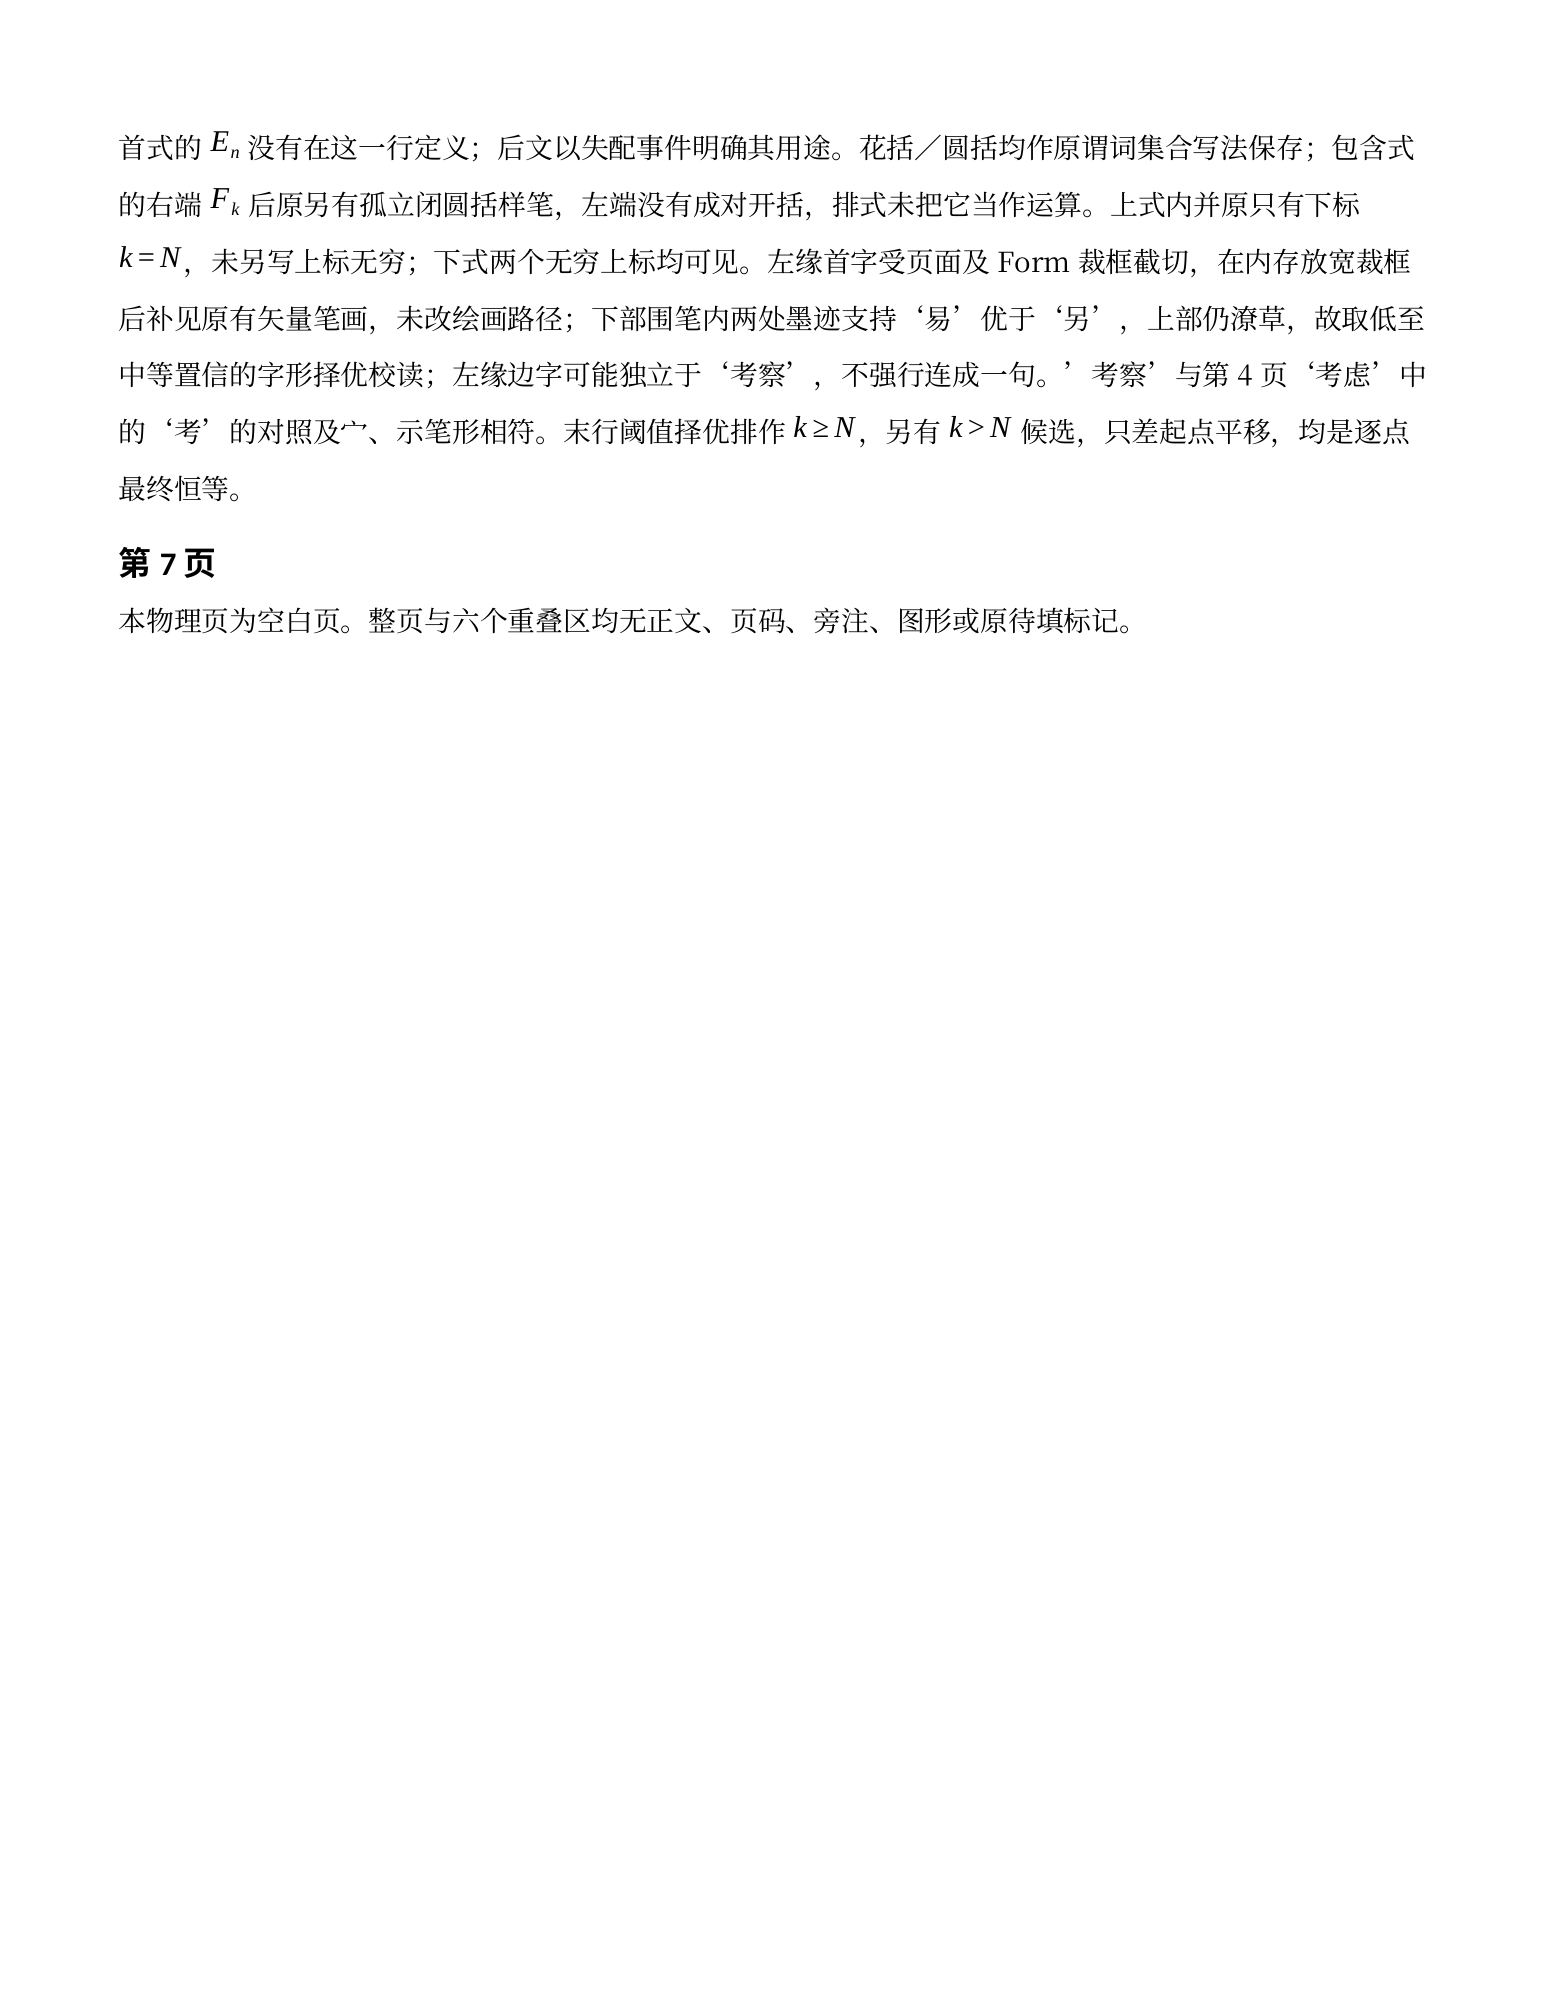 首式的 Eₙ 没有在这一行定义；后文以失配事件明确其用途。花括／圆括均作原谓词集合写法保存；包含式
的右端 Fₖ 后原另有孤立闭圆括样笔，左端没有成对开括，排式未把它当作运算。上式内并原只有下标
k=N，未另写上标无穷；下式两个无穷上标均可见。左缘首字受页面及 Form 裁框截切，在内存放宽裁框
后补见原有矢量笔画，未改绘画路径；下部围笔内两处墨迹支持‘易’优于‘另’，上部仍潦草，故取低至
中等置信的字形择优校读；左缘边字可能独立于‘考察’，不强行连成一句。’考察’与第 4 页‘考虑’中
的‘考’的对照及宀、示笔形相符。末行阈值择优排作 k≥N，另有 k>N 候选，只差起点平移，均是逐点
最终恒等。
第 7 页
本物理页为空白页。整页与六个重叠区均无正文、页码、旁注、图形或原待填标记。